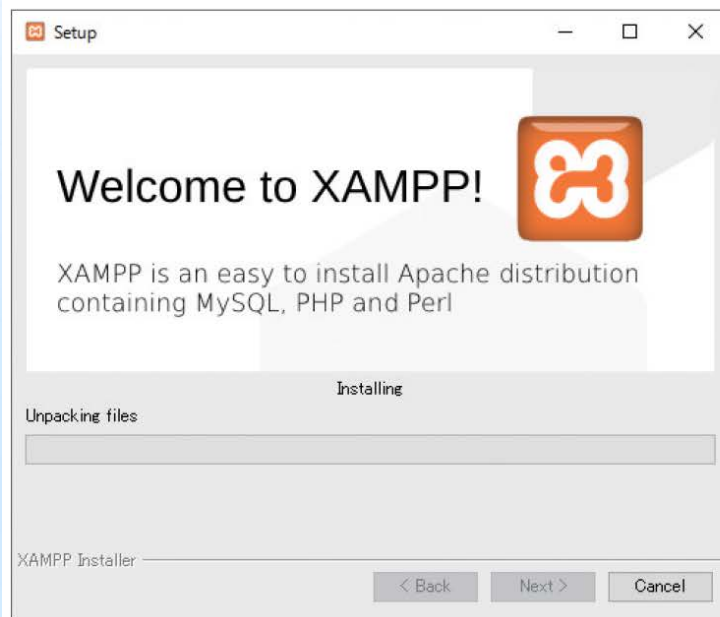 Setup
Welcome to XAMPP!
XAMPP is an easy to install Apache distribution
containing MySQL, PHP and Perl
Installing
Unpacking files
XAMPP Installer
< Back
Next >
Cancel